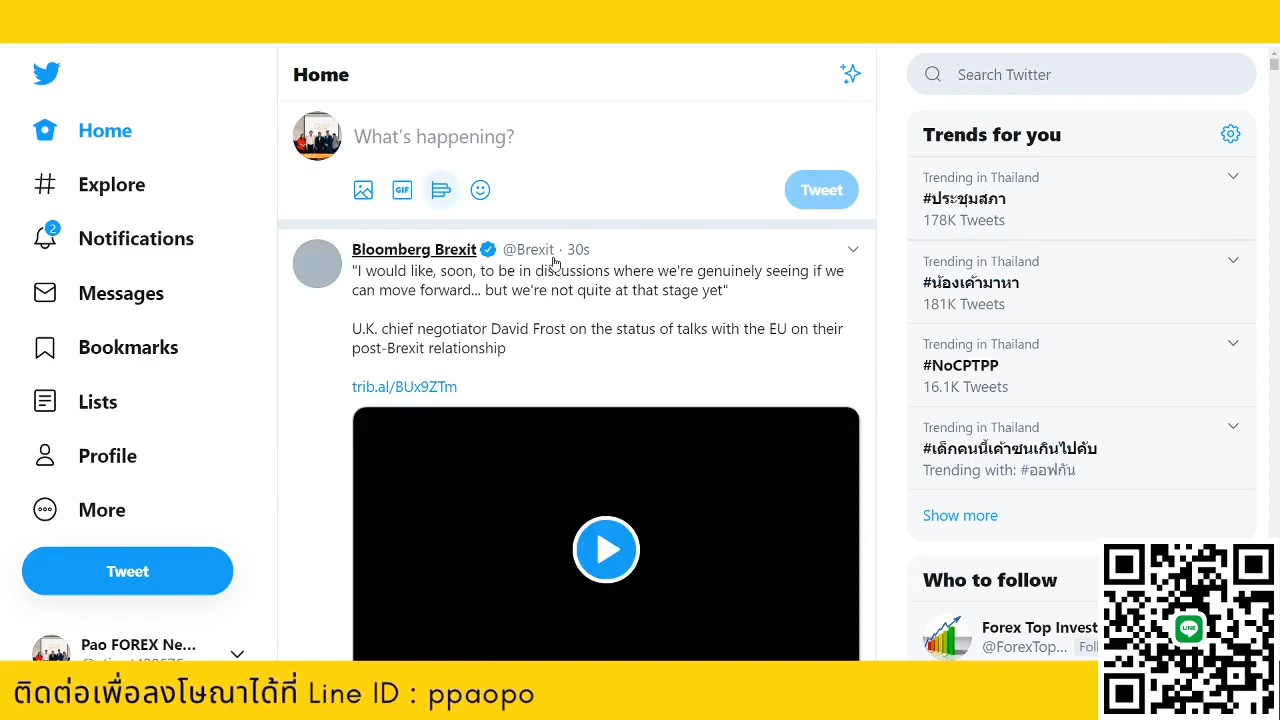 Home
Explore
2
Notifications
Messages
Bookmarks
Lists
Profile
More
Tweet
Pao FOREX Ne...
Home
What's happening?
GIF
Tweet
Bloomberg Brexit @Brexit · 30s
"I would like, soon, to be in discussions where we're genuinely seeing if we
can move forward... but we're not quite at that stage yet"
U.K. chief negotiator David Frost on the status of talks with the EU on their
post-Brexit relationship
trib.al/BUx9ZTm
Search Twitter
Trends for you
Trending in Thailand
#ประชุมสภา
178K Tweets
Trending in Thailand
#น้องเค้ามาหา
181K Tweets
Trending in Thailand
#NoCPTPP
16.1K Tweets
Trending in Thailand
#เด็กคนนี้เค้าซนเกินไปคับ
Trending with: #ออฟกัน
Show more
Who to follow
Forex Top Invest
@ForexTop... Foll
LINE
ติดต่อเพื่อลงโฆษณาได้ที่ Line ID : ppaopo